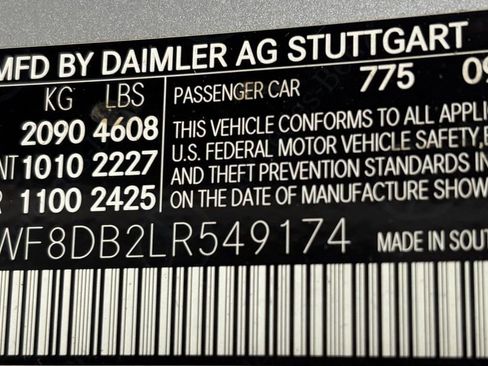 MFD BY DAIMLER AG STUTTGART
KG LBS
2090 4608
NT 1010 2227
R 1100 2425
PASSENGER CAR 775 09
THIS VEHICLE CONFORMS TO ALL APPLI
U.S. FEDERAL MOTOR VEHICLE SAFETY, B
AND THEFT PREVENTION STANDARDS IN
ON THE DATE OF MANUFACTURE SHOW
WF8DB2LR549174 MADE IN SOUT